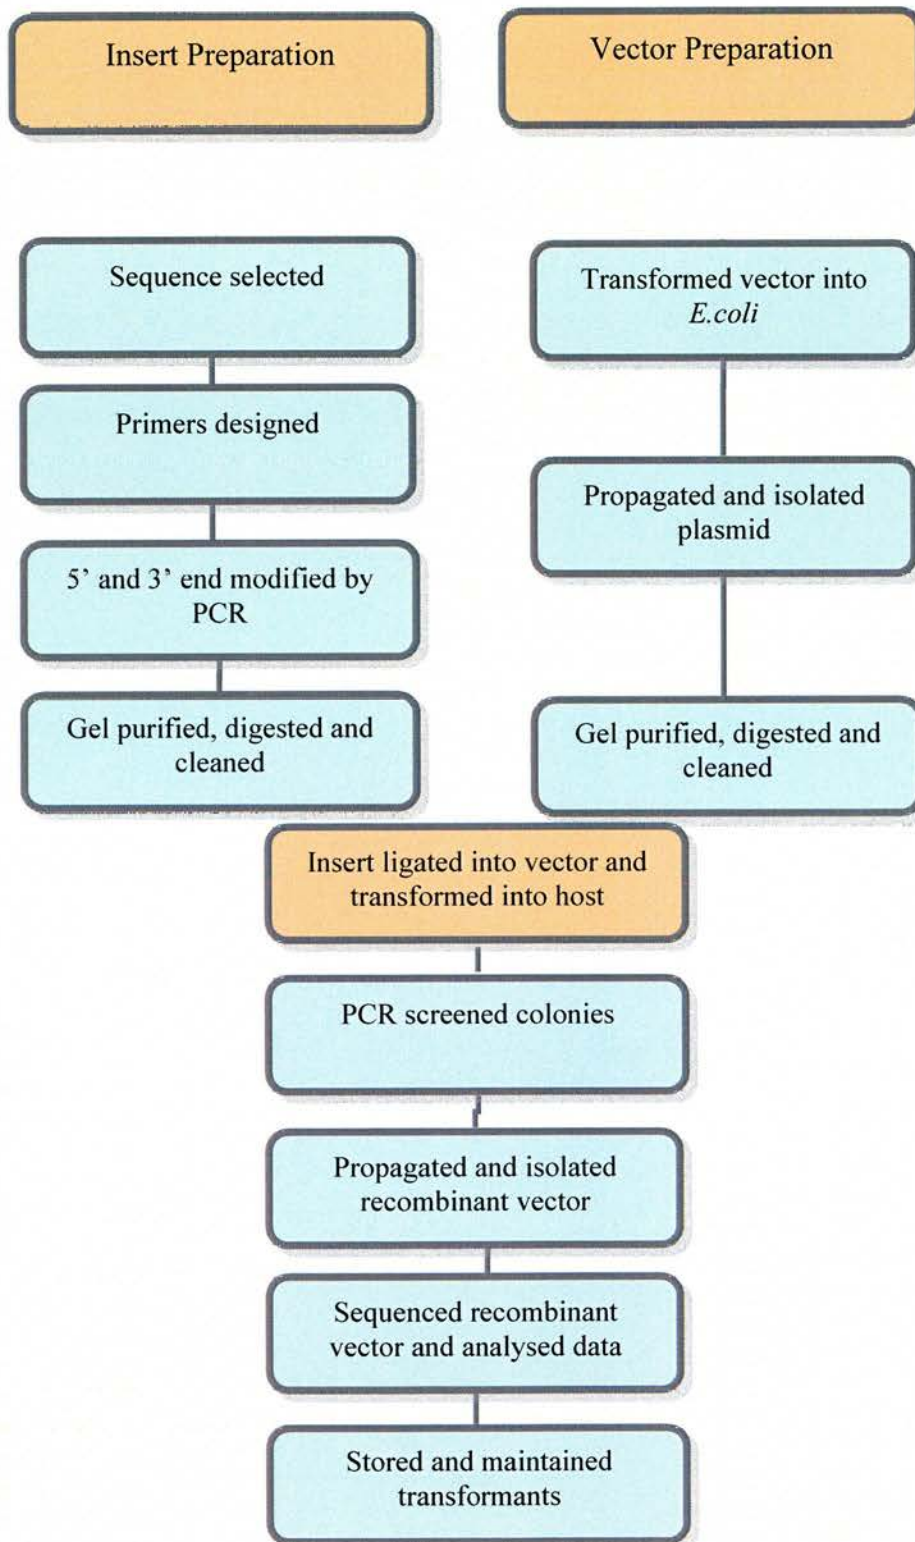 Insert Preparation
Vector Preparation
Sequence selected
Primers designed
5’ and 3’ end modified by
PCR
Gel purified, digested and
cleaned
Transformed vector into
E.coli
Propagated and isolated
plasmid
Gel purified, digested and
cleaned
Insert ligated into vector and
transformed into host
PCR screened colonies
Propagated and isolated
recombinant vector
Sequenced recombinant
vector and analysed data
Stored and maintained
transformants